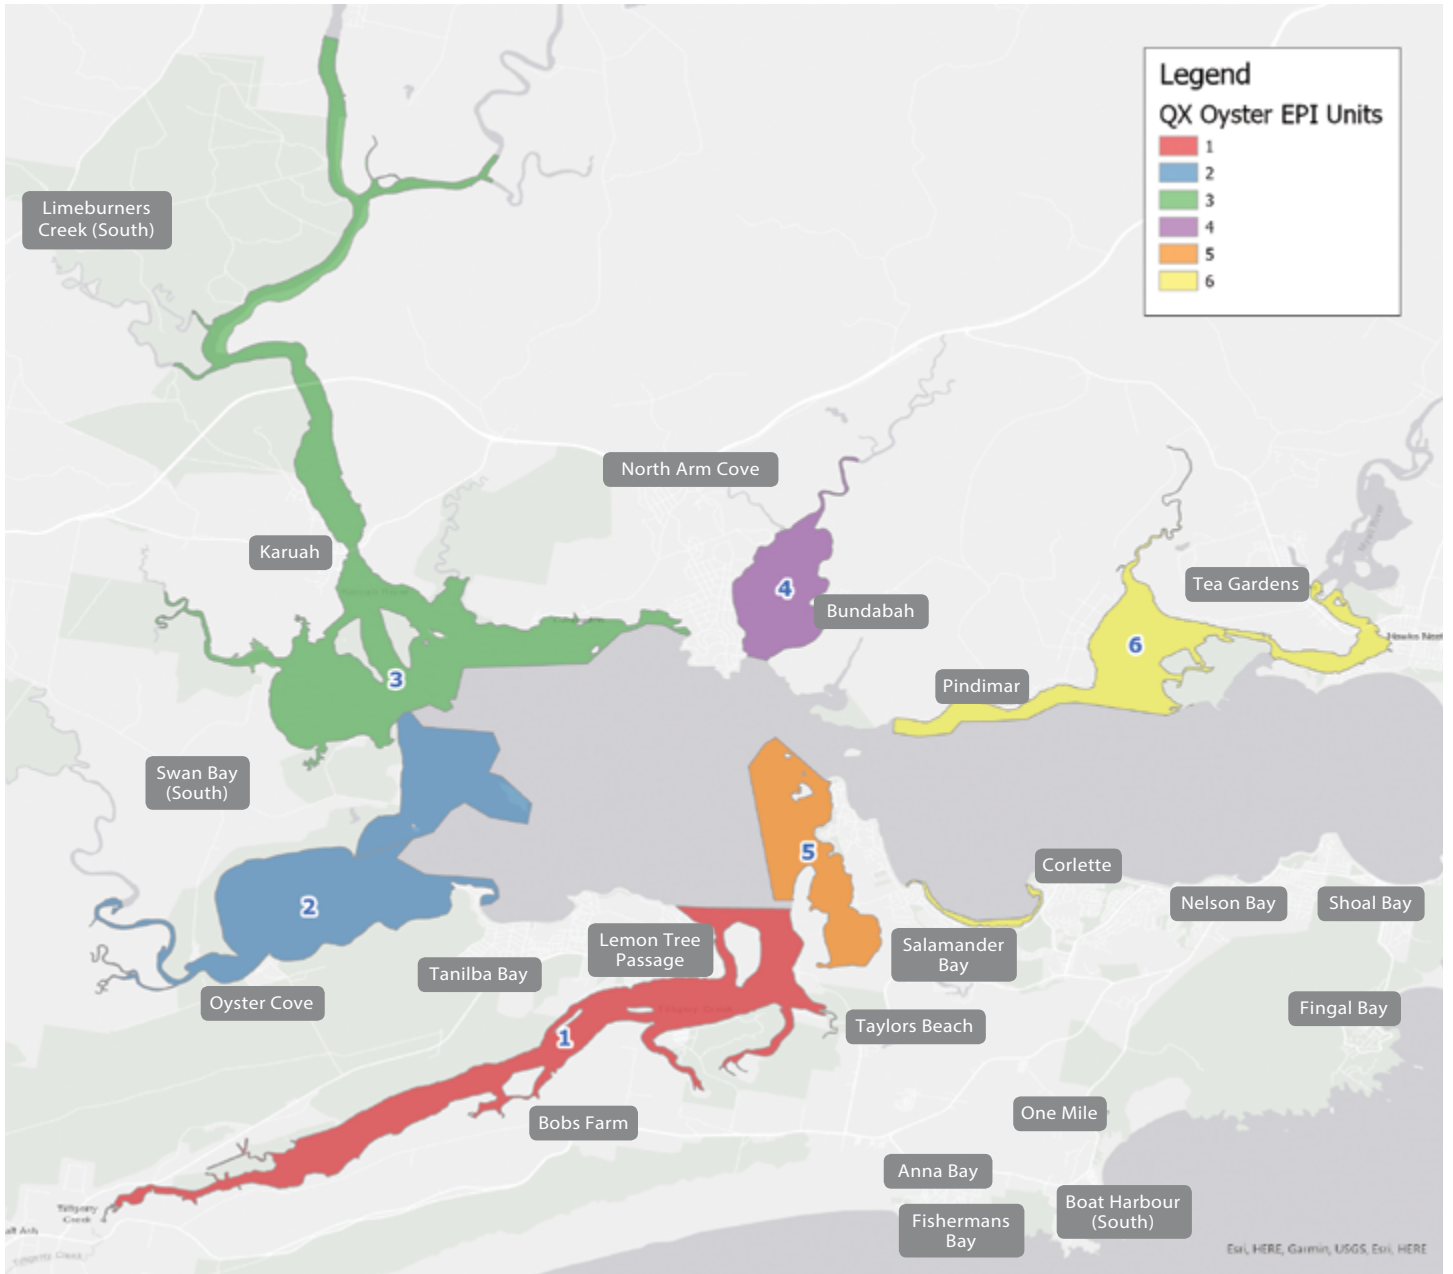 Legend
QX Oyster EPI Units
1
2
3
4
5
6
Limeburners
Creek (South)
North Arm Cove
Karuah
4
Bundabah
Tea Gardens
6
Pindimar
3
Swan Bay
(South)
5
Corlette
2
Nelson Bay
Shoal Bay
Lemon Tree
Passage
Salamander
Bay
Tanilba Bay
Oyster Cove
Fingal Bay
1
Taylors Beach
Bobs Farm
One Mile
Anna Bay
Boat Harbour
(South)
Fishermans
Bay
Tilligerry
Creek
Esri, HERE, Garmin, USGS, Esri, HERE